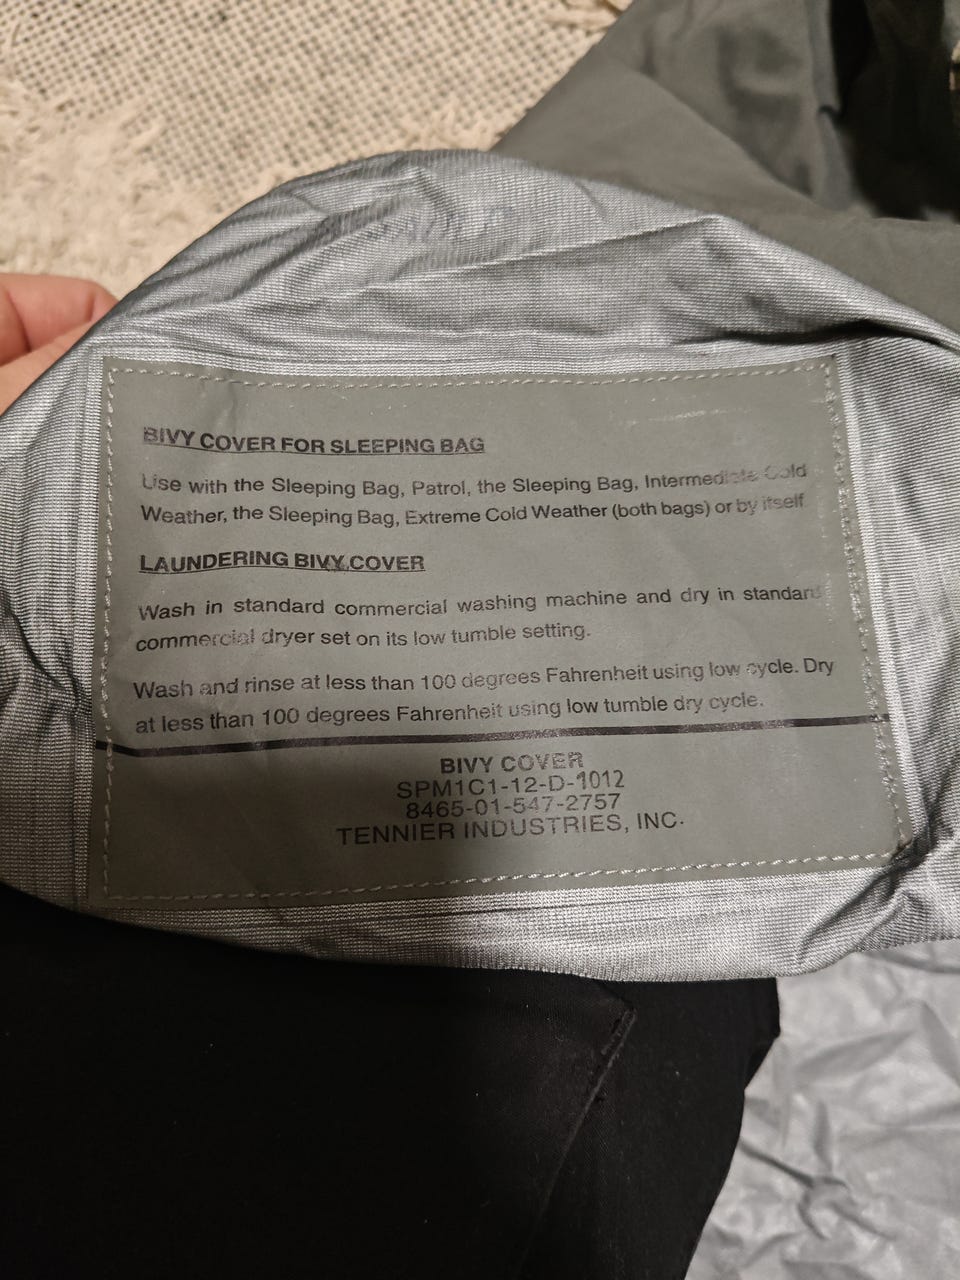 BIVY COVER FOR SLEEPING BAG
Use with the Sleeping Bag, Patrol, the Sleeping Bag, Intermediate Cold
Weather, the Sleeping Bag, Extreme Cold Weather (both bags) or by itself
LAUNDERING BIVY COVER
Wash in standard commercial washing machine and dry in standard
commercial dryer set on its low tumble setting.
Wash and rinse at less than 100 degrees Fahrenheit using low cycle. Dry
at less than 100 degrees Fahrenheit using low tumble dry cycle.
BIVY COVER
SPM1C1-12-D-1012
8465-01-547-2757
TENNIER INDUSTRIES, INC.